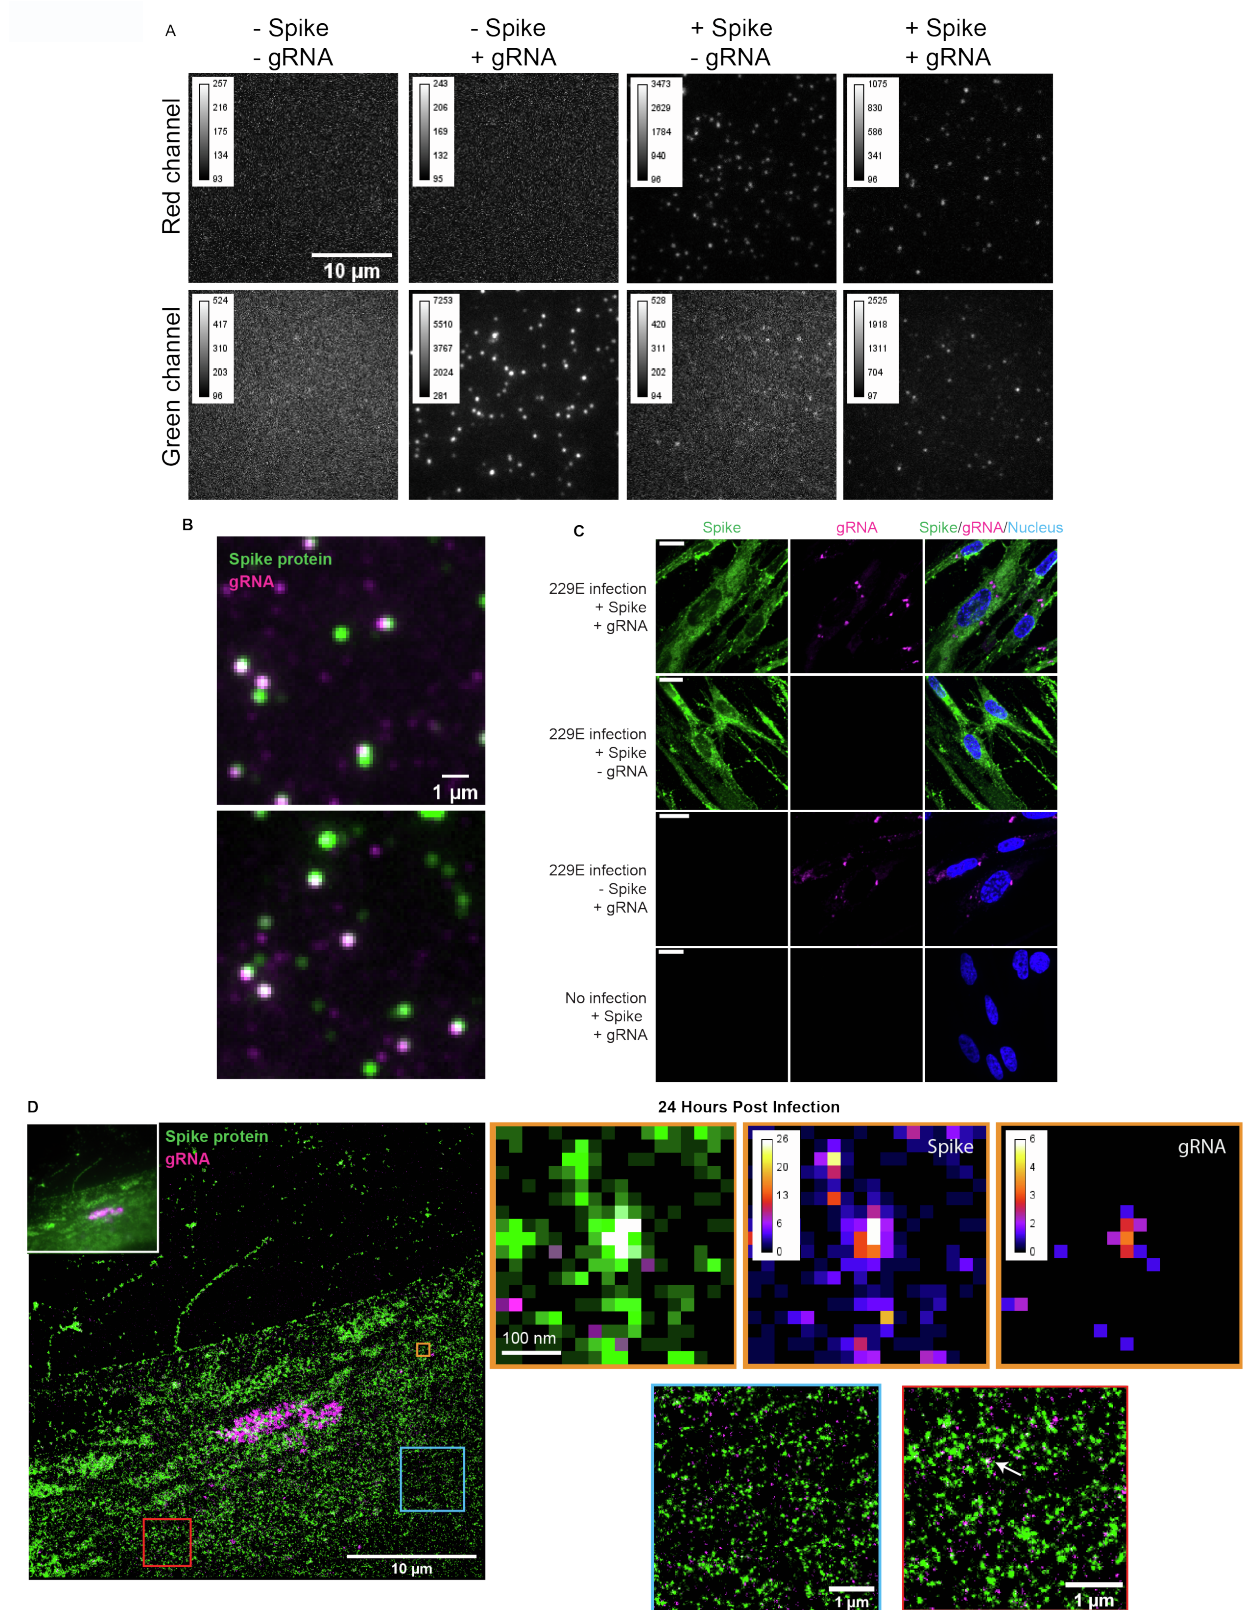 A
- Spike
- gRNA
- Spike
+ gRNA
+ Spike
- gRNA
+ Spike
+ gRNA
Red channel
257
216
175
134
93
10 µm
243
206
169
132
95
3473
2629
1784
940
96
1075
830
586
341
96
Green channel
524
417
310
203
96
7253
5510
3767
2024
281
528
420
311
202
94
2525
1918
1311
704
97
B
Spike protein
gRNA
1 µm
C
Spike
gRNA
Spike/gRNA/Nucleus
229E infection
+ Spike
+ gRNA
229E infection
+ Spike
- gRNA
229E infection
- Spike
+ gRNA
No infection
+ Spike
+ gRNA
D
24 Hours Post Infection
Spike protein
gRNA
10 µm
100 nm
26
20
13
6
0
Spike
6
4
3
2
0
gRNA
1 µm
1 µm